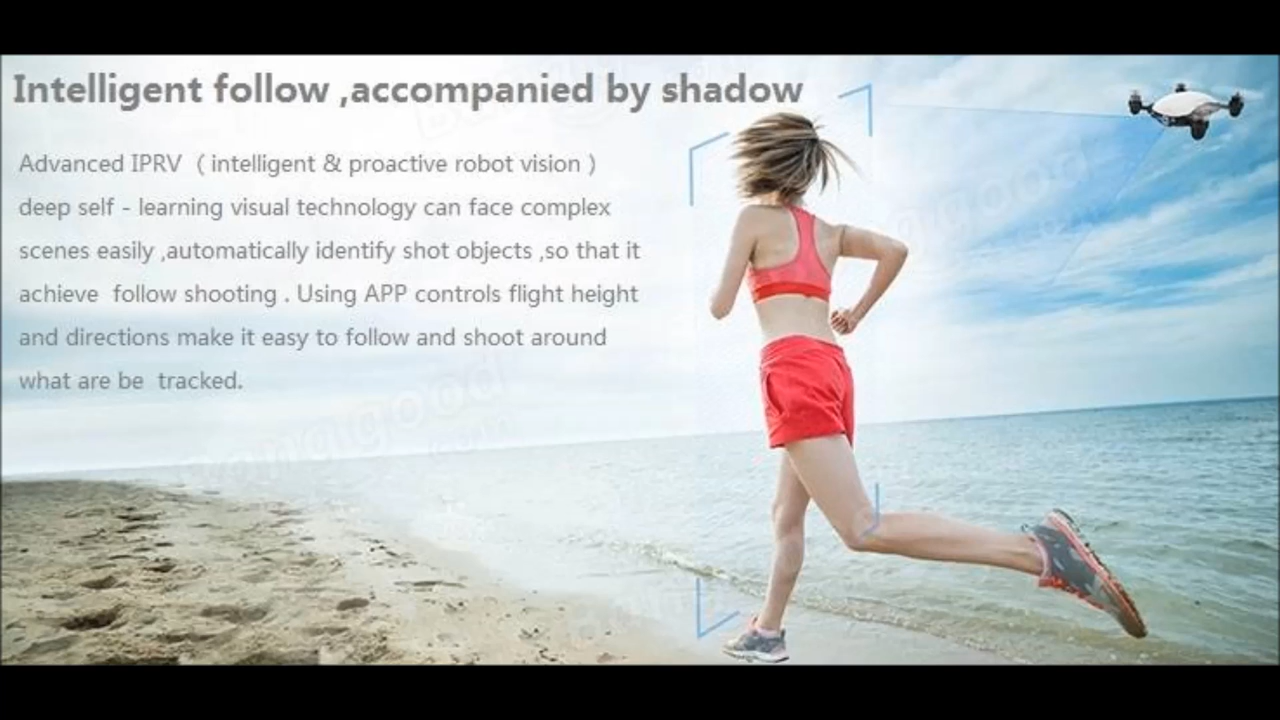 Intelligent follow ,accompanied by shadow
Advanced IPRV ( intelligent & proactive robot vision )
deep self - learning visual technology can face complex
scenes easily ,automatically identify shot objects ,so that it
achieve follow shooting . Using APP controls flight height
and directions make it easy to follow and shoot around
what are be tracked.
banggood